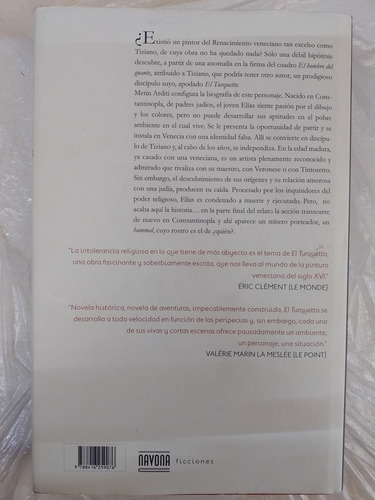 ¿Existió un pintor del Renacimiento veneciano tan excelso como
Tiziano, de cuya obra no ha quedado nada? Sólo una débil hipótesis
descubre, a partir de una anomalía en la firma del cuadro El hombre del
guante, atribuido a Tiziano, que podría tener otro autor, un prodigioso
discípulo suyo, apodado El Turquetto.
Metin Arditi configura la biografía de este personaje. Nacido en Cons-
tantinopla, de padres judíos, el joven Elías siente pasión por el dibujo
y los colores, pero no puede desarrollar sus aptitudes en el pobre
ambiente en el cual vive. Se le presenta la oportunidad de partir y se
instala en Venecia con una identidad falsa. Allí se convierte en discípu-
lo de Tiziano y, al cabo de los años, se independiza. En la edad madura,
ya casado con una veneciana, es un artista plenamente reconocido y
admirado que rivaliza con su maestro, con Veronese o con Tintoretto.
Sin embargo, el descubrimiento de sus orígenes y su relación amorosa
con una judía, producen su caída. Procesado por los inquisidores del
poder religioso, Elías es condenado a muerte y ejecutado. Pero, no
acaba aquí la historia… en la parte final del relato la acción transcurre
de nuevo en Constantinopla y ahí aparece un mísero porteador, un
hammal, cuyo rostro es el de ¿quién?.
"La intolerancia religiosa en lo que tiene de más abyecto es el tema de El Turquetto,
una obra fascinante y soberbiamente escrita, que nos lleva al mundo de la pintura
veneciana del siglo XVI."
ÉRIC CLÉMENT (LE MONDE)
"Novela histórica, novela de aventuras, impecablemente construida, El Turquetto se
desarrolla a toda velocidad en función de las peripecias y, sin embargo, cada una
de sus vivas y cortas escenas ofrece pausadamente un ambiente,
un personaje, una situación."
VALÉRIE MARIN LA MESLÉE (LE POINT)
9 788416 259076
NAVONA ficciones